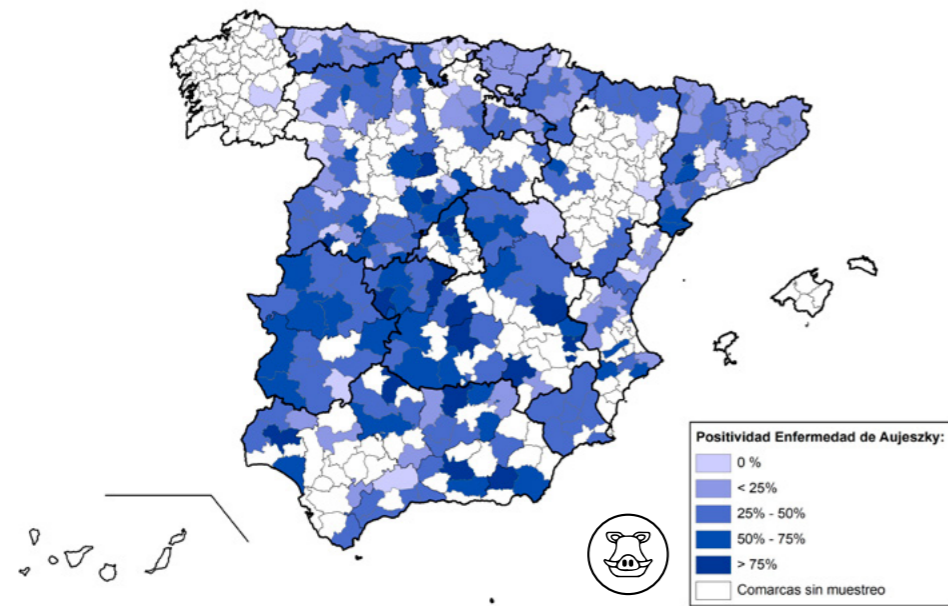 Positividad Enfermedad de Aujeszky:
0 %
< 25%
25% - 50%
50% - 75%
> 75%
Comarcas sin muestreo